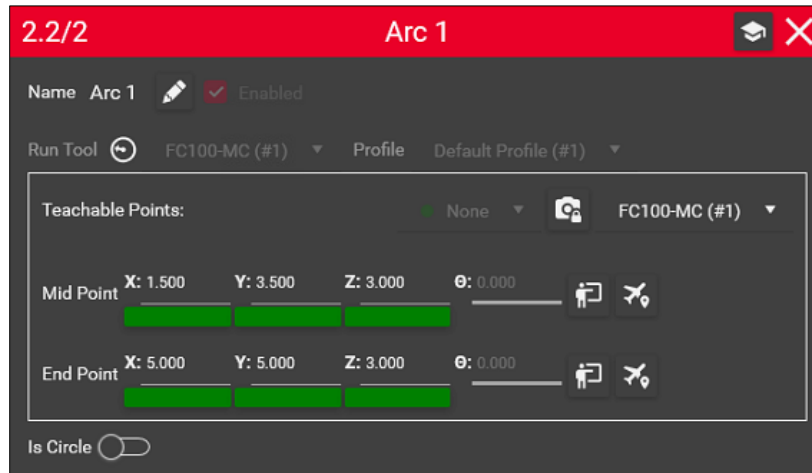 2.2/2 Arc 1
Name Arc 1 Enabled
Run Tool FC100-MC (#1) Profile Default Profile (#1)
Teachable Points: None FC100-MC (#1)
Mid Point X: 1.500 Y: 3.500 Z: 3.000 Θ: 0.000
End Point X: 5.000 Y: 5.000 Z: 3.000 Θ: 0.000
Is Circle